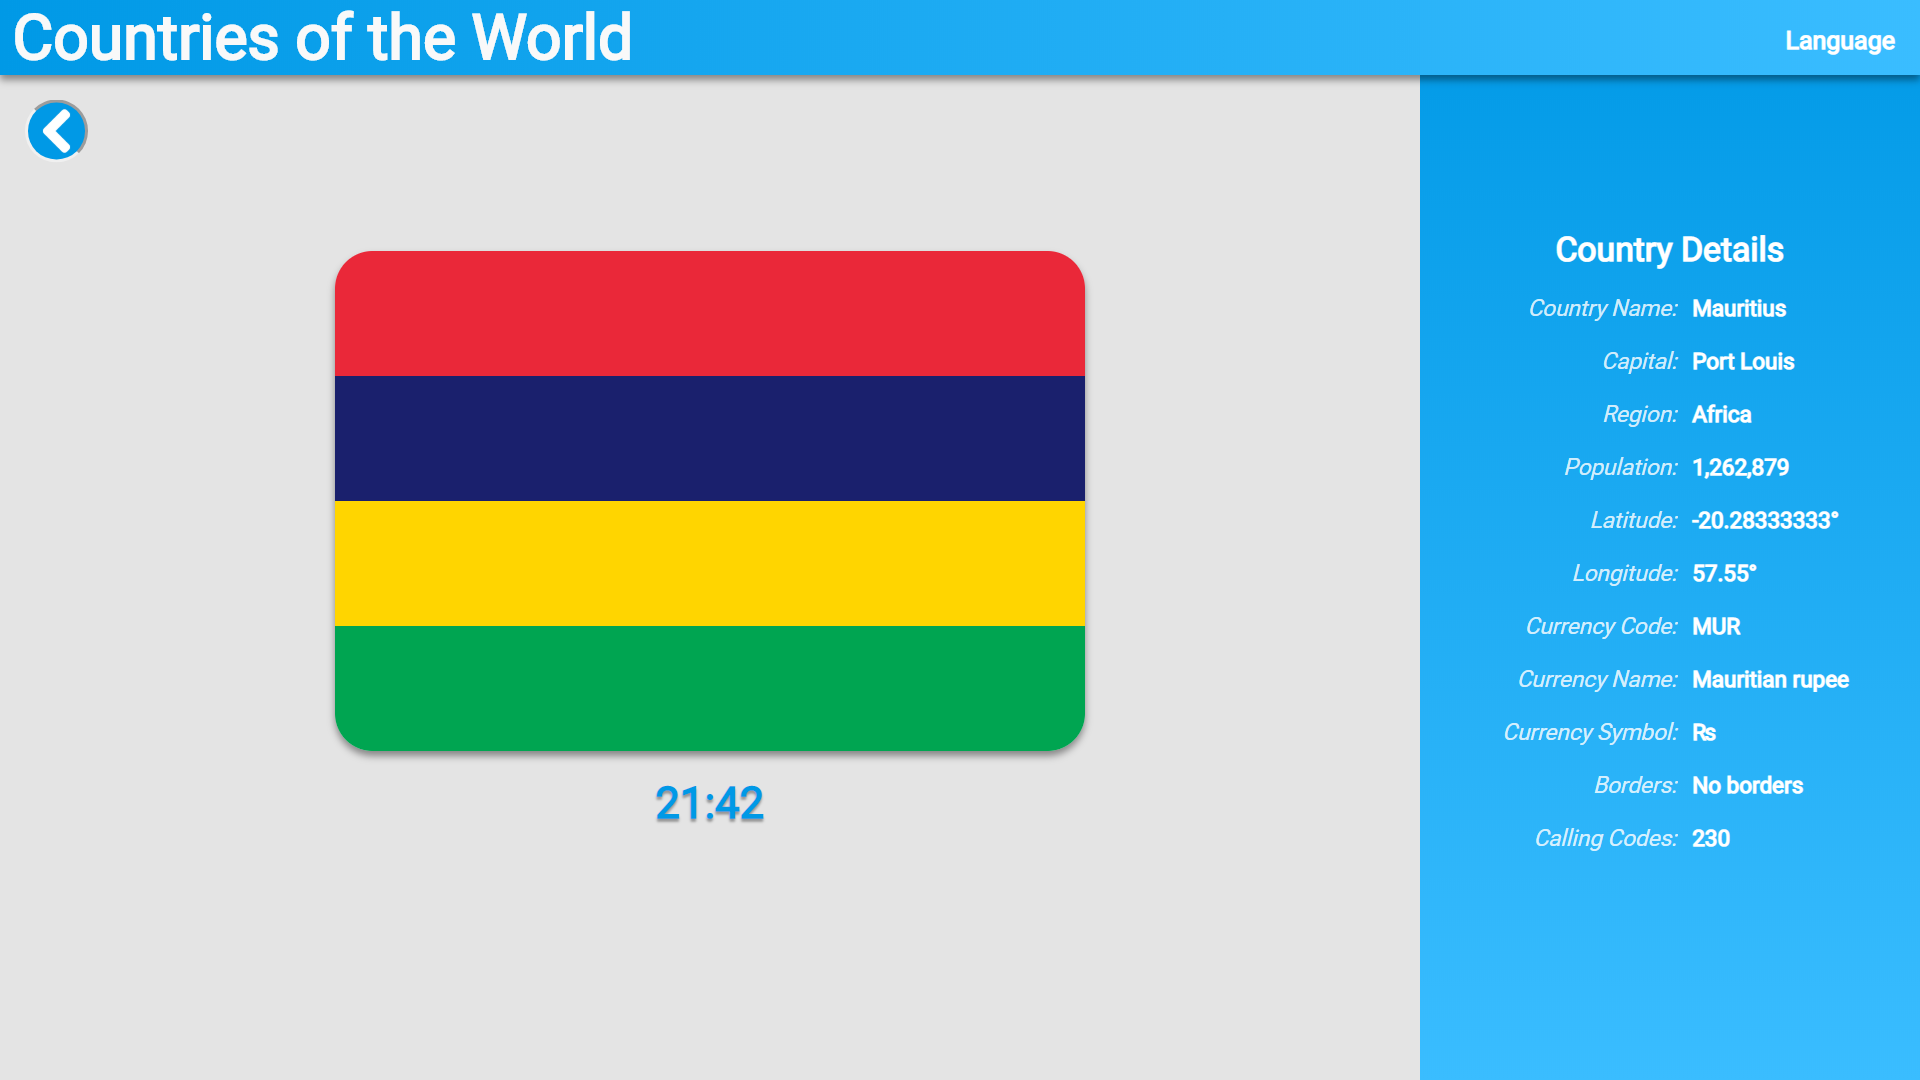 Countries of the World
Language
21:42
Country Details
Country Name: Mauritius
Capital: Port Louis
Region: Africa
Population: 1,262,879
Latitude: -20.28333333°
Longitude: 57.55°
Currency Code: MUR
Currency Name: Mauritian rupee
Currency Symbol: ₨
Borders: No borders
Calling Codes: 230